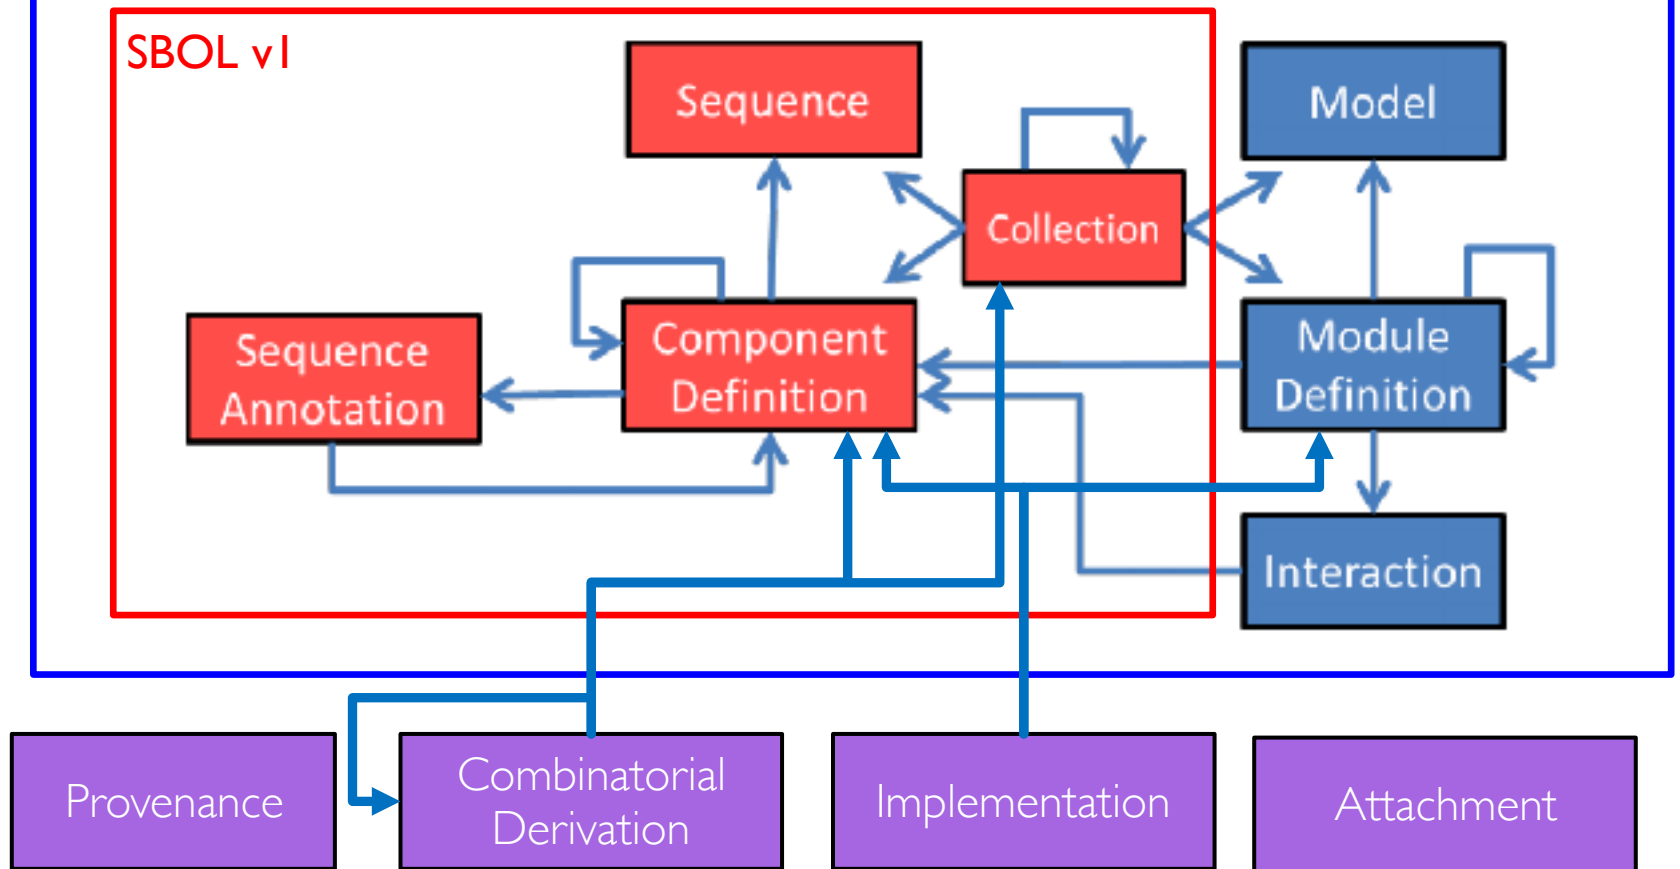 SBOL v1
Sequence
Model
Collection
Component
Definition
Module
Definition
Sequence
Annotation
Interaction
Provenance
Combinatorial
Derivation
Implementation
Attachment